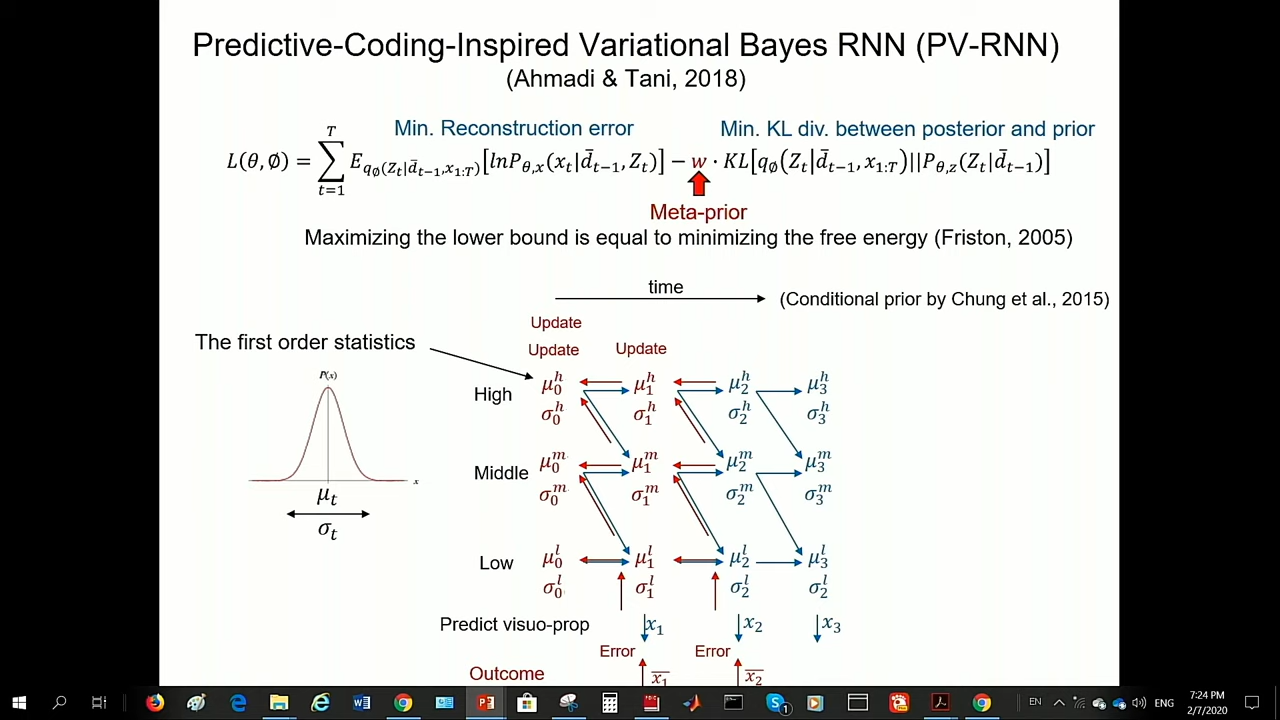 Predictive-Coding-Inspired Variational Bayes RNN (PV-RNN)
(Ahmadi & Tani, 2018)
Min. Reconstruction error Min. KL div. between posterior and prior
L(θ,∅) = ∑_{t=1}^{T} E_{q_∅(Z_t|d̄_{t-1},x_{1:T})}[lnP_{θ,x}(x_t|d̄_{t-1},Z_t)] − w · KL[q_∅(Z_t|d̄_{t-1},x_{1:T})||P_{θ,z}(Z_t|d̄_{t-1})]
Meta-prior
Maximizing the lower bound is equal to minimizing the free energy (Friston, 2005)
time
(Conditional prior by Chung et al., 2015)
Update
The first order statistics
Update Update
P(x)
High μ_0^h μ_1^h μ_2^h μ_3^h
σ_0^h σ_1^h σ_2^h σ_3^h
Middle μ_0^m μ_1^m μ_2^m μ_3^m
σ_0^m σ_1^m σ_2^m σ_3^m
x
μ_t
σ_t
Low μ_0^l μ_1^l μ_2^l μ_3^l
σ_0^l σ_1^l σ_2^l σ_2^l
Predict visuo-prop x_1 x_2 x_3
Error Error
Outcome x̄_1 x̄_2
EN ENG 7:24 PM
2/7/2020